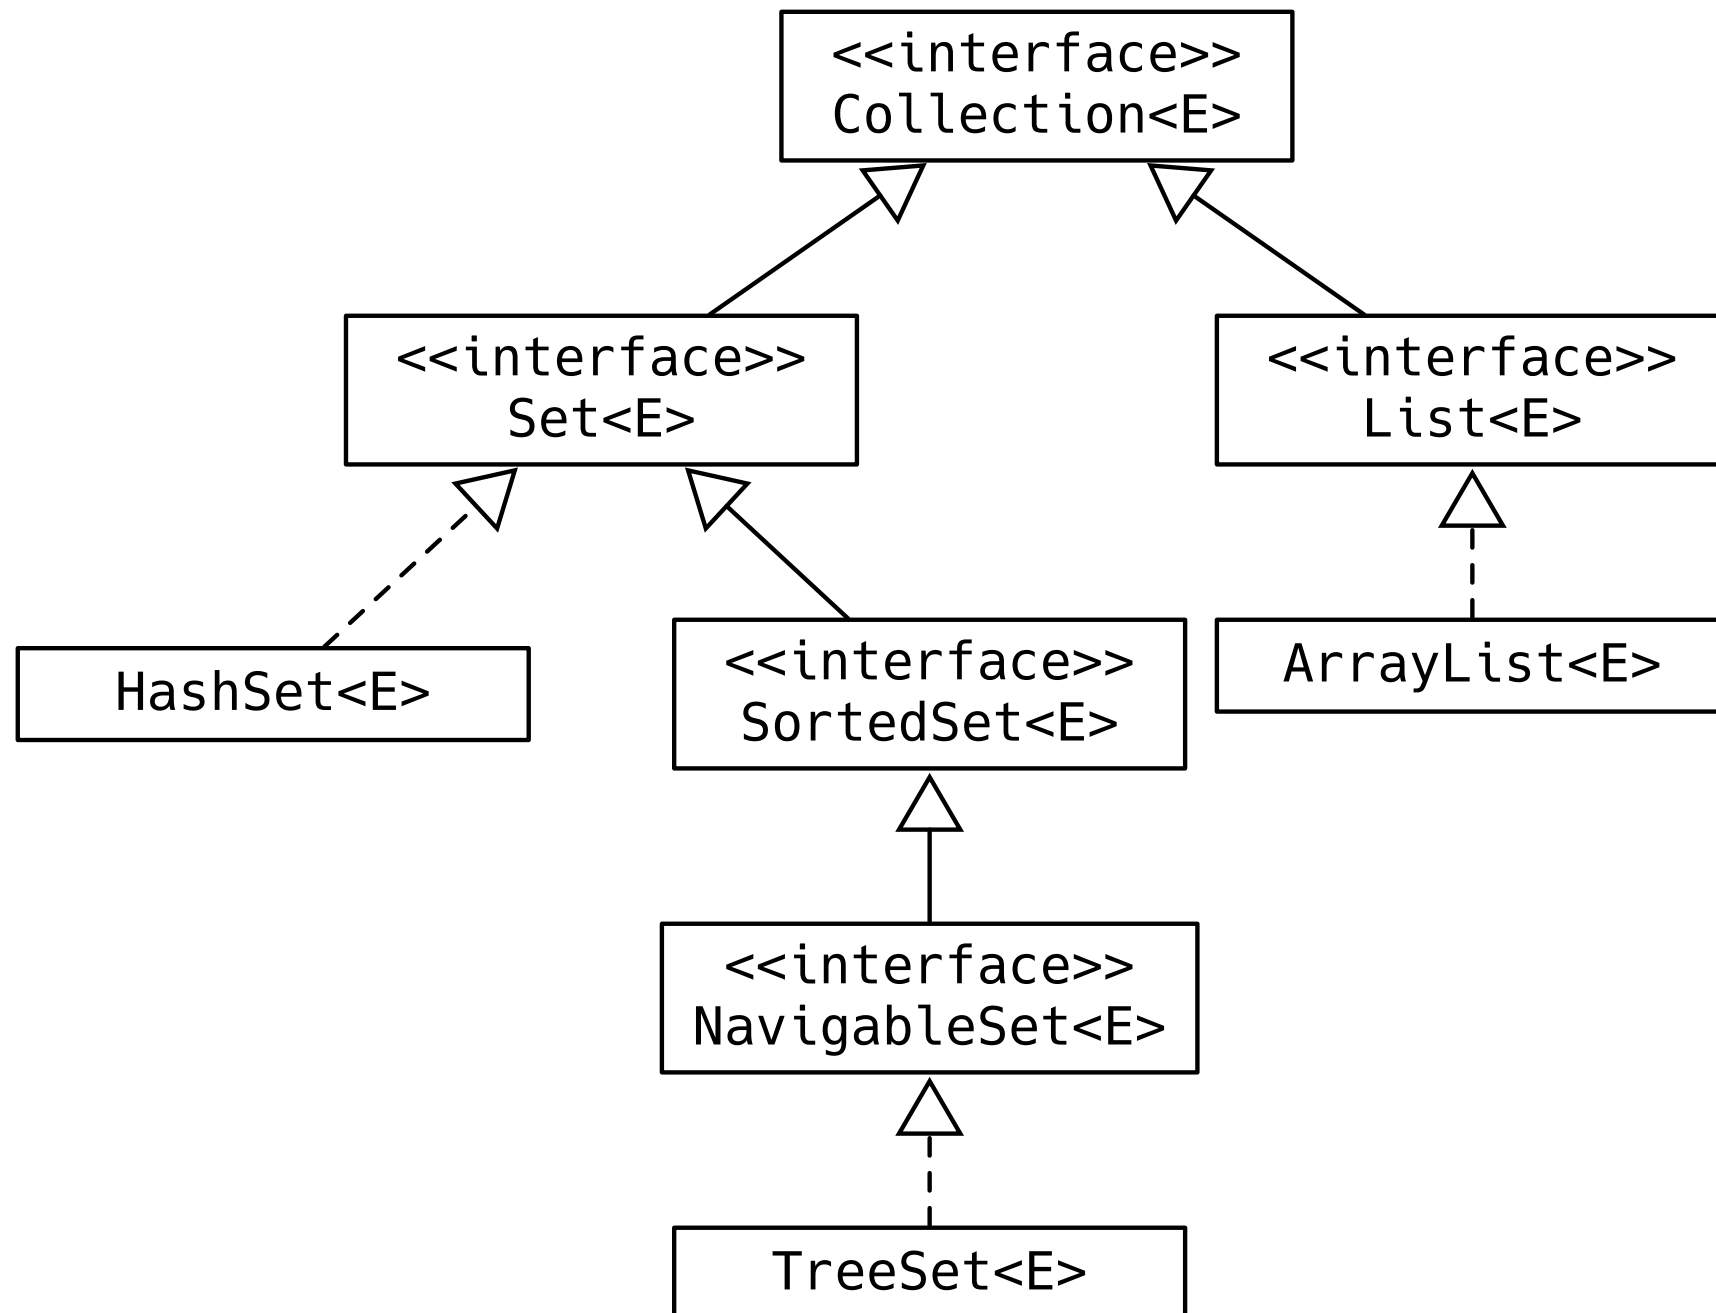 <<interface>>
Collection<E>
<<interface>>
Set<E>
<<interface>>
List<E>
HashSet<E>
<<interface>>
SortedSet<E>
ArrayList<E>
<<interface>>
NavigableSet<E>
TreeSet<E>